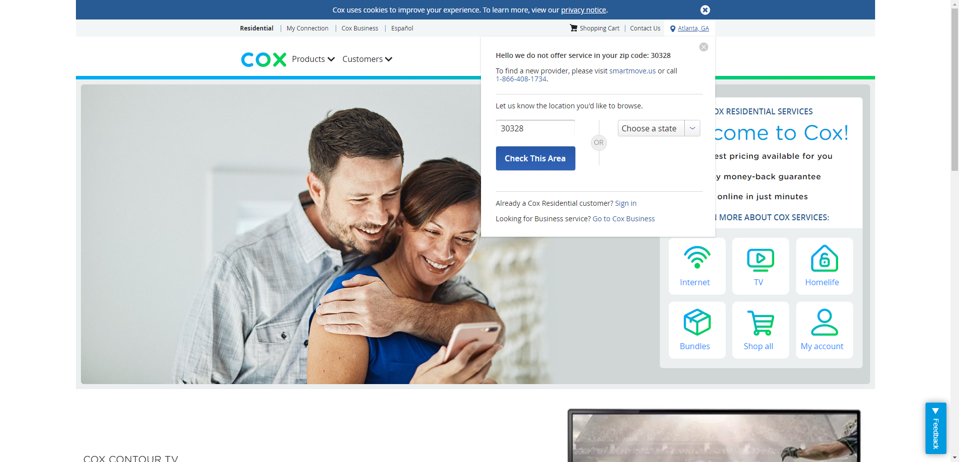 Cox uses cookies to improve your experience. To learn more, view our privacy notice.
Residential | My Connection | Cox Business | Español
Shopping Cart | Contact Us
Atlanta, GA
COX
Products
Customers
Hello we do not offer service in your zip code: 30328
To find a new provider, please visit smartmove.us or call
1-866-408-1734.
Let us know the location you'd like to browse.
30328
OR
Choose a state
Check This Area
Already a Cox Residential customer? Sign in
Looking for Business service? Go to Cox Business
OX RESIDENTIAL SERVICES
come to Cox!
est pricing available for you
y money-back guarantee
online in just minutes
MORE ABOUT COX SERVICES:
Internet
TV
Homelife
Bundles
Shop all
My account
Feedback
COX CONTOUR TV